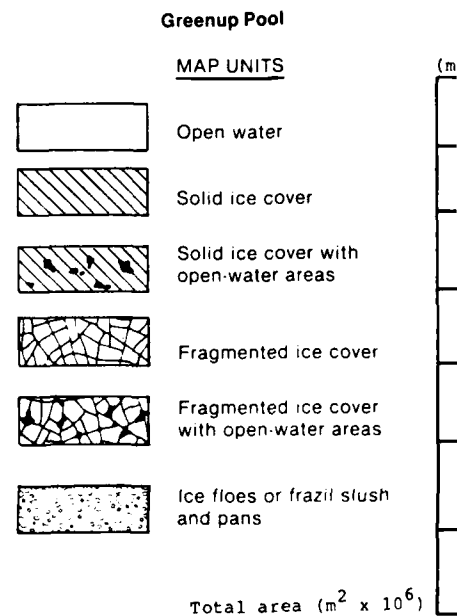 Greenup Pool
MAP UNITS
(m
Open water
Solid ice cover
Solid ice cover with
open-water areas
Fragmented ice cover
Fragmented ice cover
with open-water areas
Ice floes or frazil slush
and pans
Total area (m² x 10⁶)